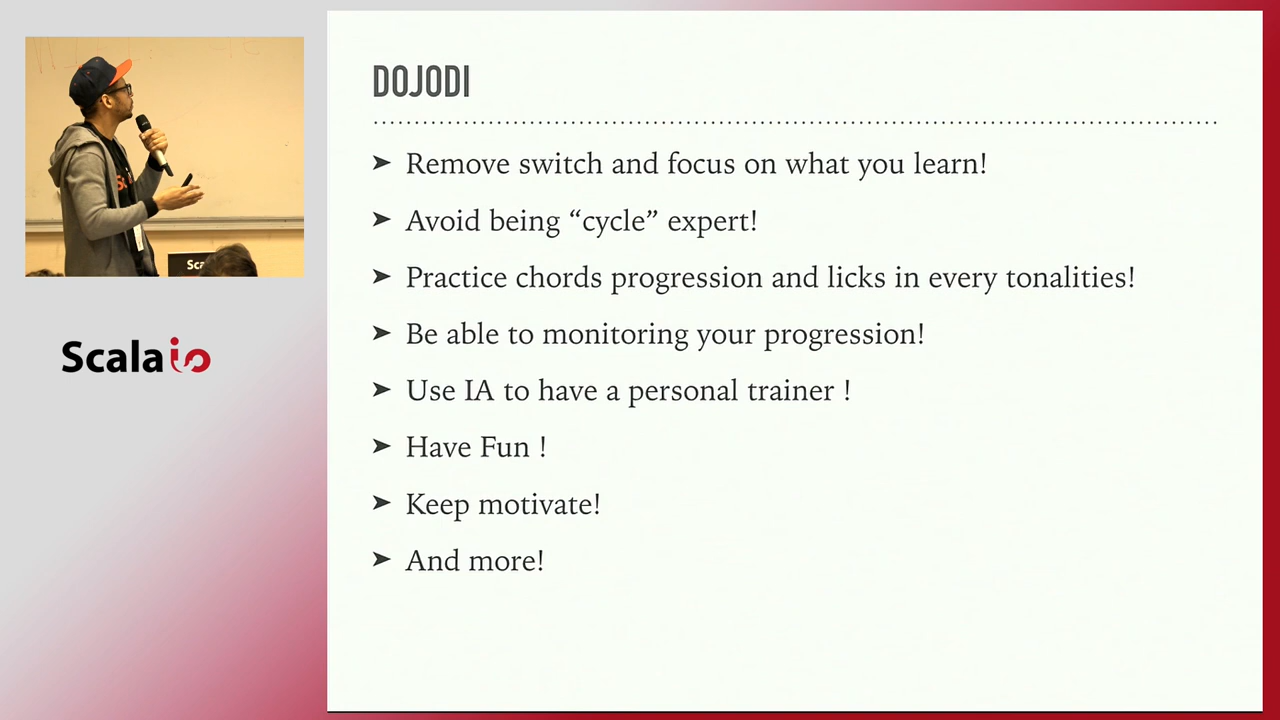 DOJODI
➤ Remove switch and focus on what you learn!
➤ Avoid being “cycle” expert!
➤ Practice chords progression and licks in every tonalities!
➤ Be able to monitoring your progression!
➤ Use IA to have a personal trainer !
➤ Have Fun !
➤ Keep motivate!
➤ And more!
Scala io